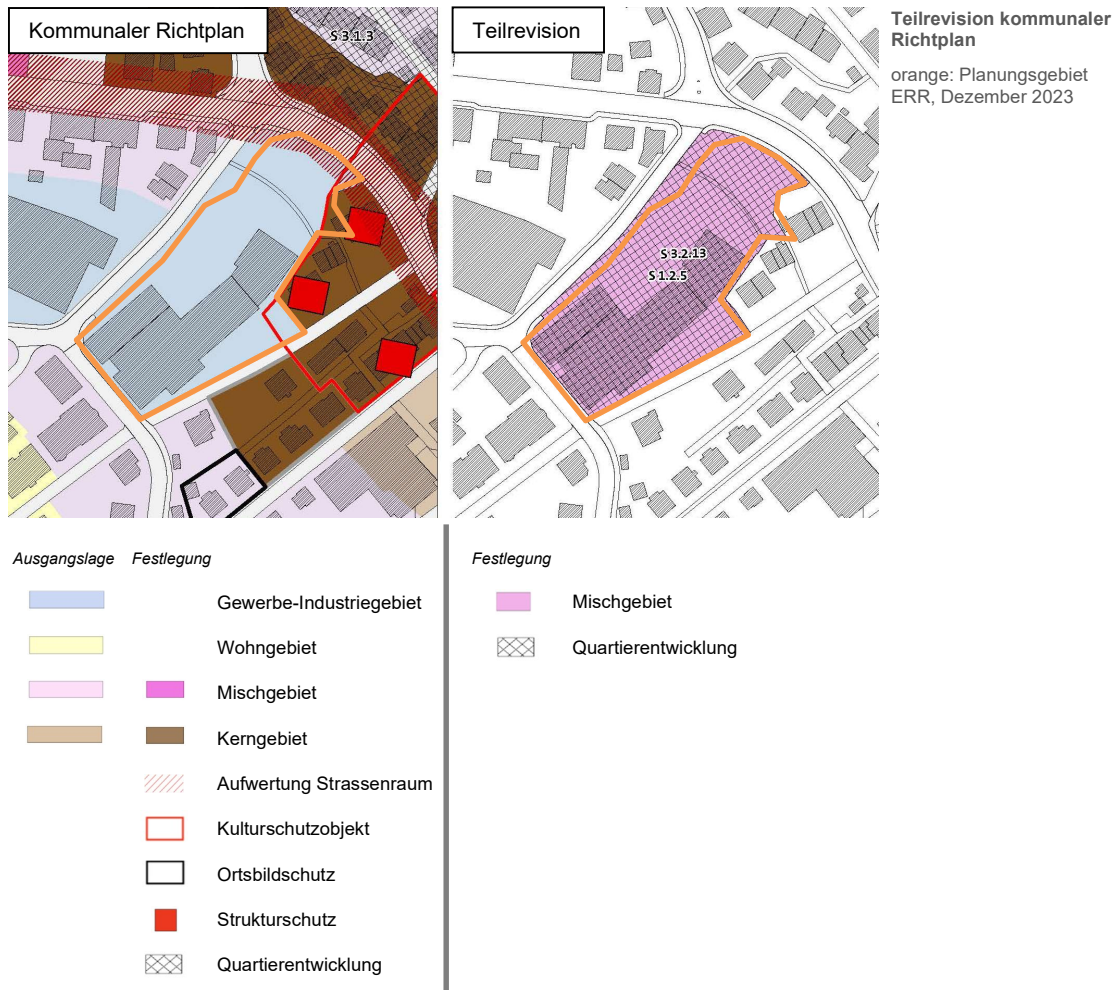 Kommunaler Richtplan
S 3.1.3
Teilrevision
S 3.2.13
S 1.2.5
Teilrevision kommunaler
Richtplan
orange: Planungsgebiet
ERR, Dezember 2023
Ausgangslage Festlegung
Gewerbe-Industriegebiet
Wohngebiet
Mischgebiet
Kerngebiet
Aufwertung Strassenraum
Kulturschutzobjekt
Ortsbildschutz
Strukturschutz
Quartierentwicklung
Festlegung
Mischgebiet
Quartierentwicklung